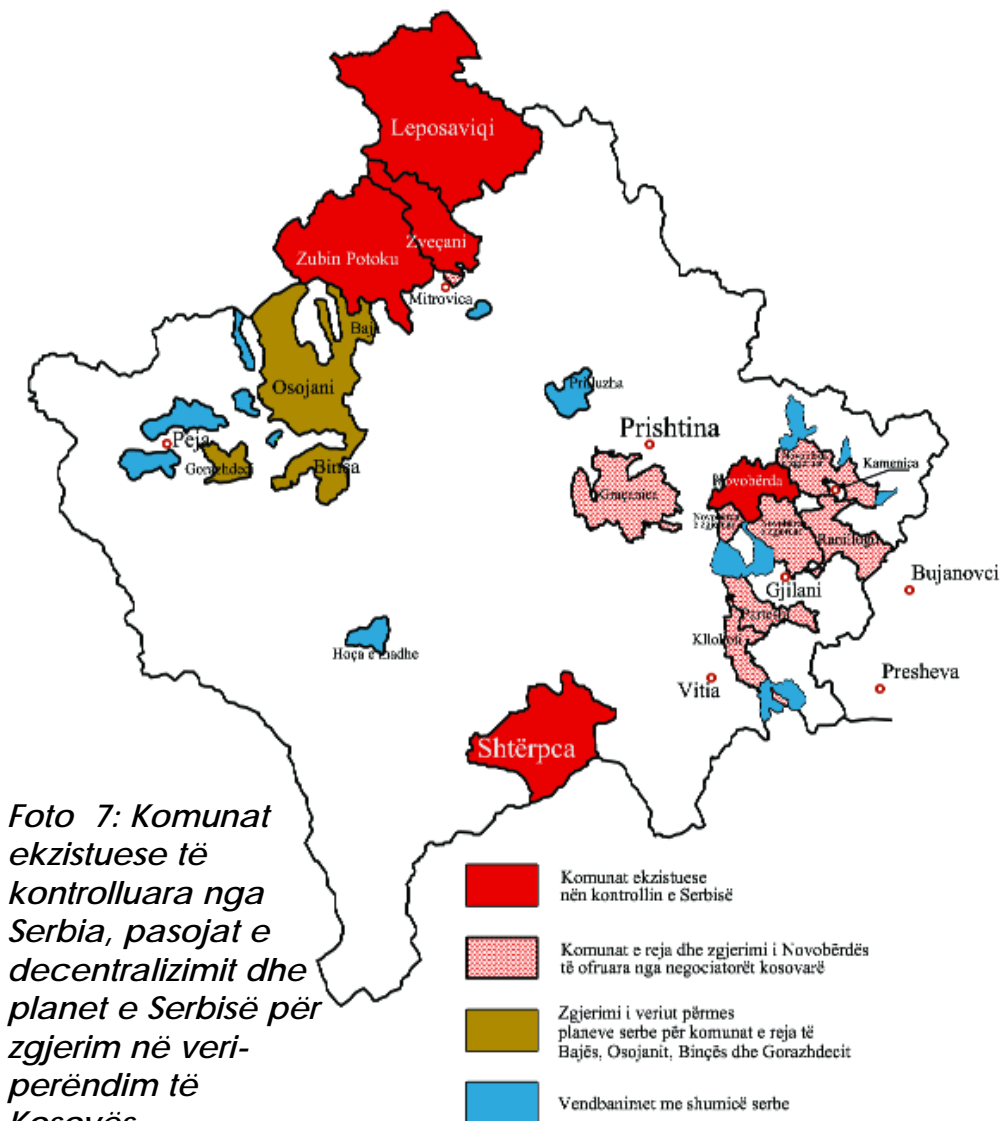 Leposaviqi
Zveçani
Zubin Potoku
Mitrovica
Baja
Osojani
Prilluzha
Prishtina
Peja
Gorazhdeci
Binça
Kamenica
Novobërda
Graçanica
Ranillugu
Bujanovci
Gjilani
Parteshi
Kllokoti
Hoça e madhe
Vitia
Presheva
Shtërpca
Foto 7: Komunat
ekzistuese të
kontrolluara nga
Serbia, pasojat e
decentralizimit dhe
planet e Serbisë për
zgjerim në veri-
perëndim të
Kosovës
Komunat ekzistuese
nën kontrollin e Serbisë
Komunat e reja dhe zgjerimi i Novobërdës
të ofruara nga negociatorët kosovarë
Zgjerimi i veriut përmes
planeve serbe për komunat e reja të
Bajës, Osojanit, Binçës dhe Gorazhdecit
Vendbanimet me shumicë serbe